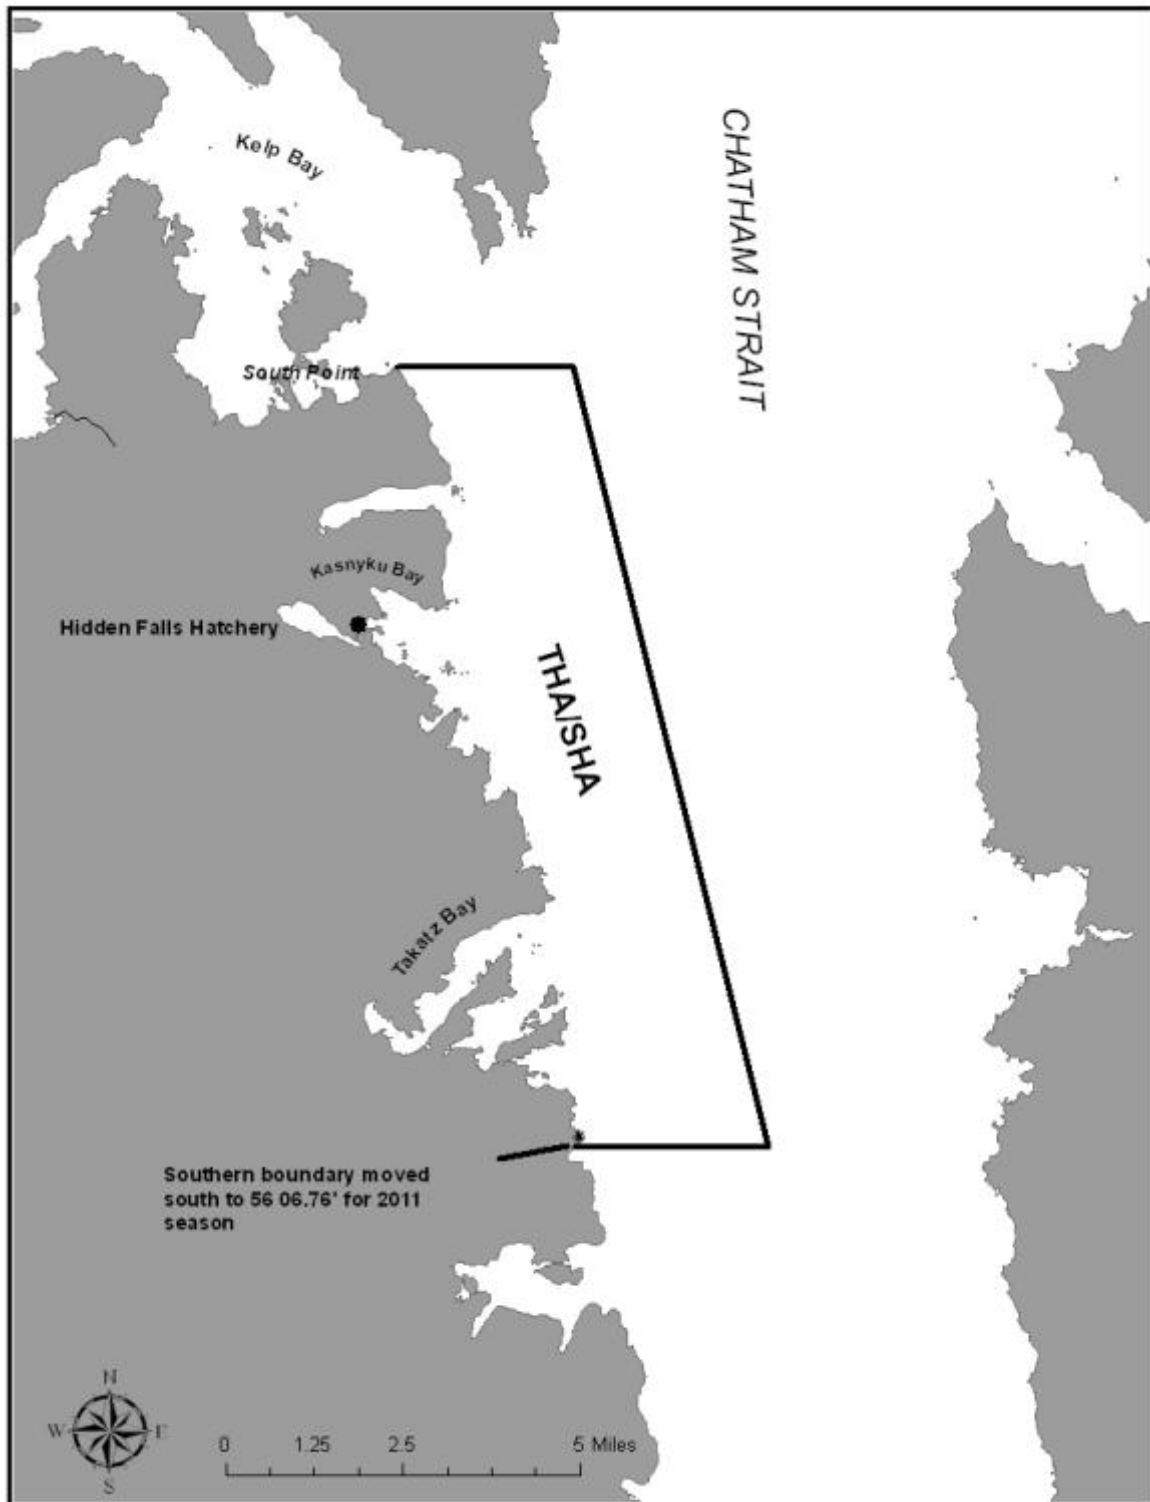 Kelp Bay
CHATHAM STRAIT
South Point
Kasnyku Bay
Hidden Falls Hatchery
THA/SHA
Takatz Bay
Southern boundary moved
south to 56 06.76' for 2011
season
N
W E
S
0 1.25 2.5 5 Miles